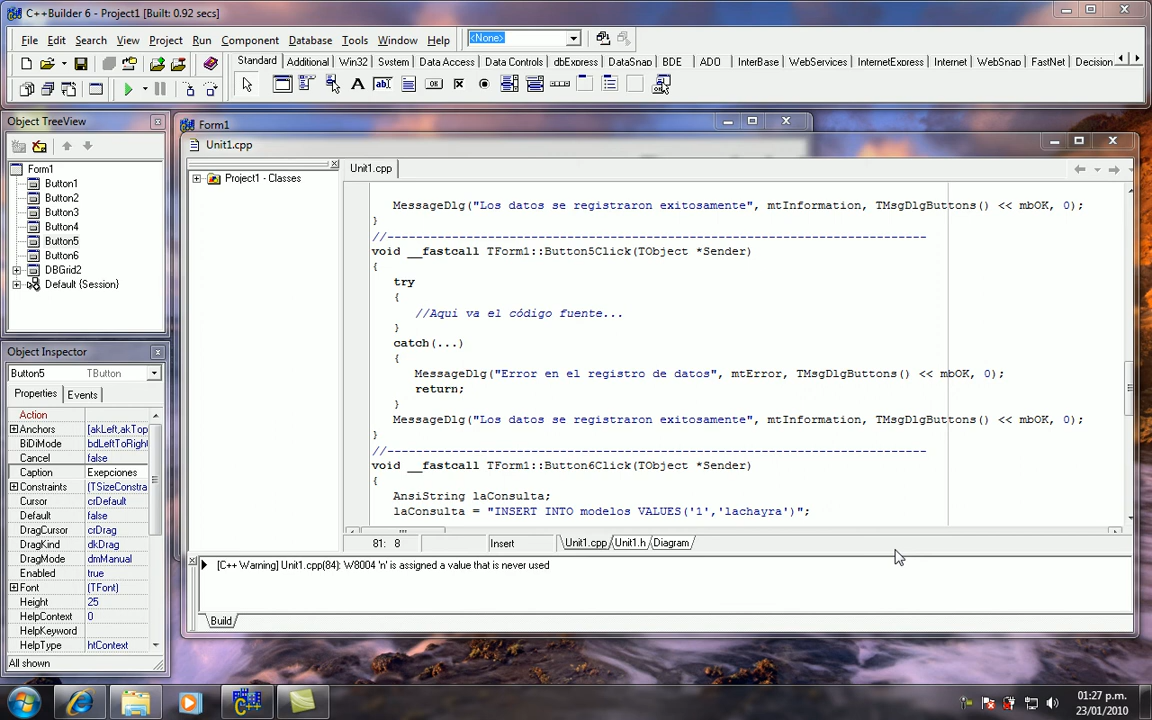 C++Builder 6 - Project1 [Built: 0.92 secs]
File Edit Search View Project Run Component Database Tools Window Help <None>
Standard Additional Win32 System Data Access Data Controls dbExpress DataSnap BDE ADO InterBase WebServices InternetExpress Internet WebSnap FastNet Decision
Object TreeView
Form1
Button1
Button2
Button3
Button4
Button5
Button6
DBGrid2
Default {Session}
Object Inspector
Button5 TButton
Properties Events
Action
Anchors [akLeft,akTop
BiDiMode bdLeftToRigh
Cancel false
Caption Exepciones
Constraints (TSizeConstra
Cursor crDefault
Default false
DragCursor crDrag
DragKind dkDrag
DragMode dmManual
Enabled true
Font (TFont)
Height 25
HelpContext 0
HelpKeyword
HelpType htContext
All shown
Form1
Unit1.cpp
Project1 - Classes
Unit1.cpp
MessageDlg("Los datos se registraron exitosamente", mtInformation, TMsgDlgButtons() << mbOK, 0);
}
//---------------------------------------------------------------------------
void __fastcall TForm1::Button5Click(TObject *Sender)
{
try
{
//Aqui va el código fuente...
}
catch(...)
{
MessageDlg("Error en el registro de datos", mtError, TMsgDlgButtons() << mbOK, 0);
return;
}
MessageDlg("Los datos se registraron exitosamente", mtInformation, TMsgDlgButtons() << mbOK, 0);
}
//---------------------------------------------------------------------------
void __fastcall TForm1::Button6Click(TObject *Sender)
{
AnsiString laConsulta;
laConsulta = "INSERT INTO modelos VALUES('1','lachayra')";
81: 8 Insert Unit1.cpp Unit1.h Diagram
[C++ Warning] Unit1.cpp(84): W8004 'n' is assigned a value that is never used
Build
01:27 p.m.
23/01/2010